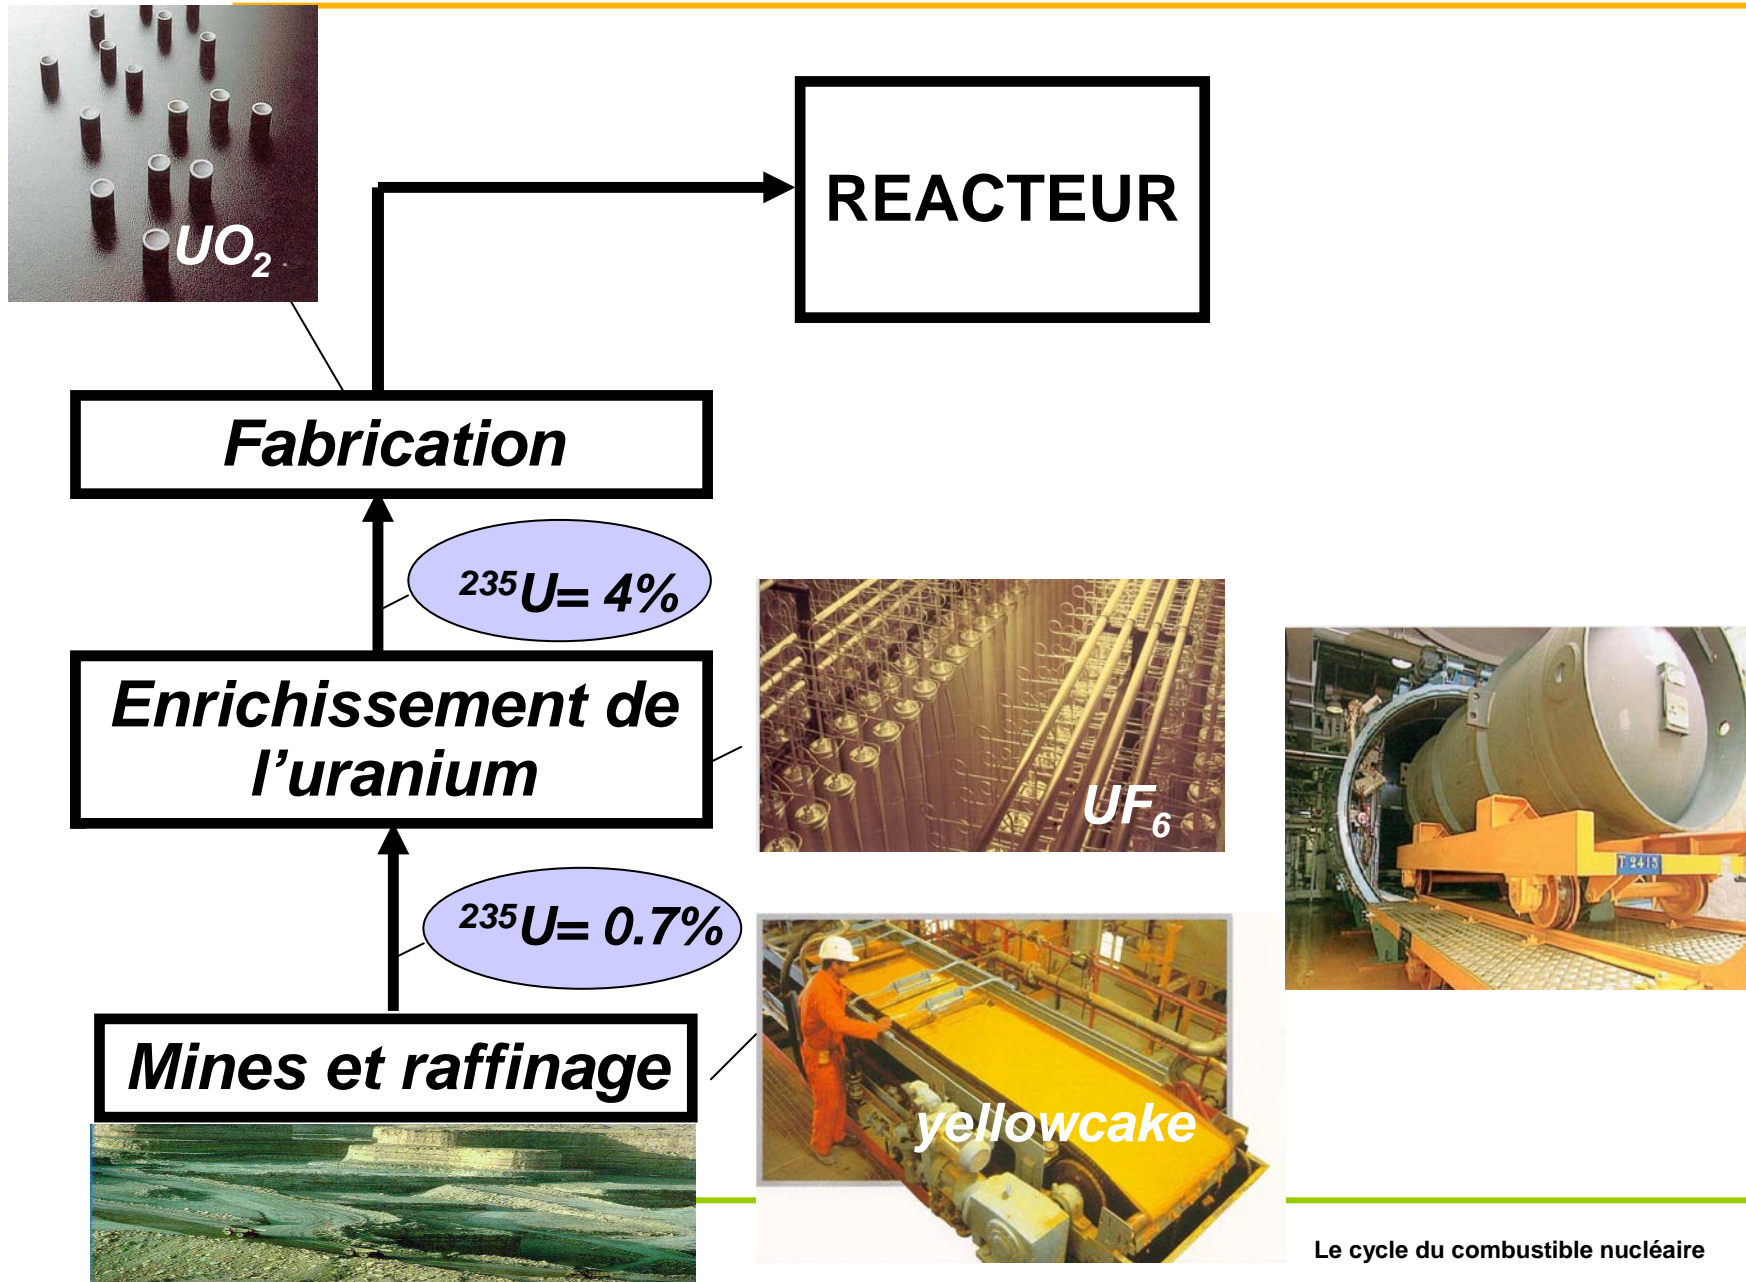 UO₂
REACTEUR
Fabrication
²³⁵U= 4%
Enrichissement de
l’uranium
UF₆
T 2413
²³⁵U= 0.7%
Mines et raffinage
yellowcake
Le cycle du combustible nucléaire